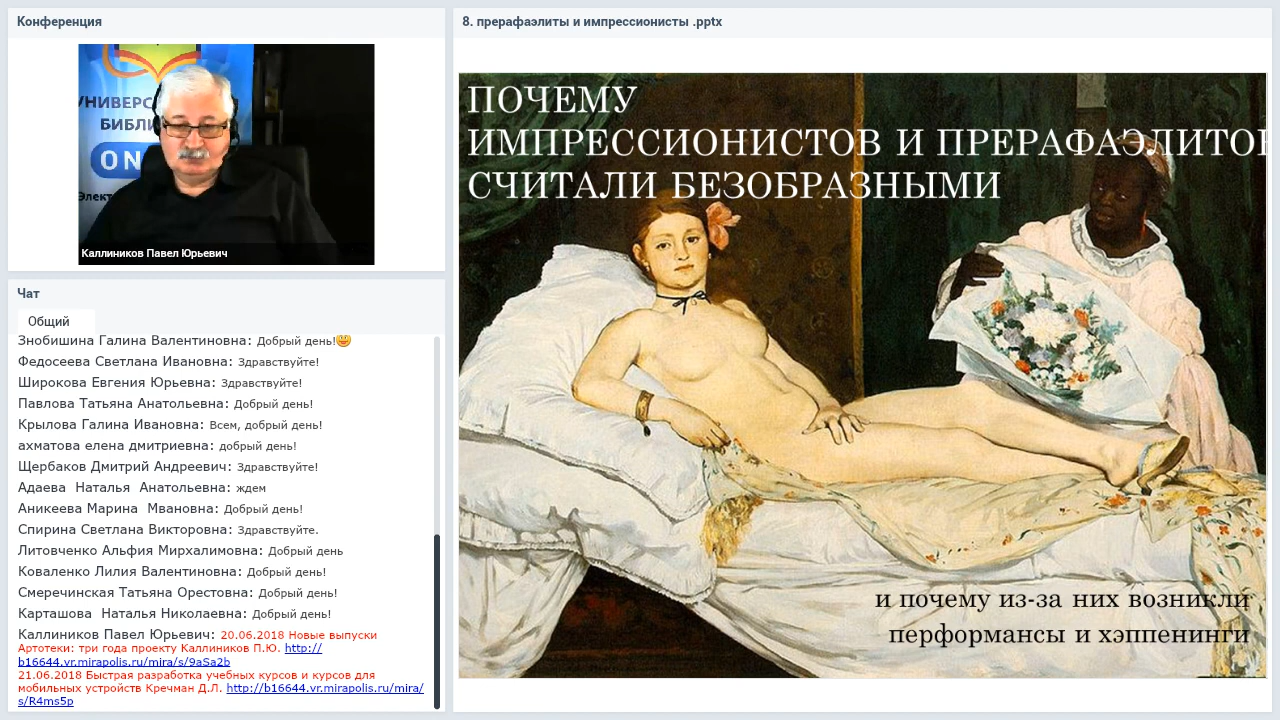 Конференция
УНИВЕРС
БИБЛИ
ON
Элект
Каллиников Павел Юрьевич
Чат
Общий
Знобишина Галина Валентиновна: Добрый день!
Федосеева Светлана Ивановна: Здравствуйте!
Широкова Евгения Юрьевна: Здравствуйте!
Павлова Татьяна Анатольевна: Добрый день!
Крылова Галина Ивановна: Всем, добрый день!
ахматова елена дмитриевна: добрый день!
Щербаков Дмитрий Андреевич: Здравствуйте!
Адаева Наталья Анатольевна: ждем
Аникеева Марина Мвановна: Добрый день!
Спирина Светлана Викторовна: Здравствуйте.
Литовченко Альфия Мирхалимовна: Добрый день
Коваленко Лилия Валентиновна: Добрый день!
Смеречинская Татьяна Орестовна: Добрый день!
Карташова Наталья Николаевна: Добрый день!
Каллиников Павел Юрьевич: 20.06.2018 Новые выпуски
Артотеки: три года проекту Каллиников П.Ю. http://
b16644.vr.mirapolis.ru/mira/s/9aSa2b
21.06.2018 Быстрая разработка учебных курсов и курсов для
мобильных устройств Кречман Д.Л. http://b16644.vr.mirapolis.ru/mira/
s/R4ms5p
8. прерафаэлиты и импрессионисты .pptx
ПОЧЕМУ
ИМПРЕССИОНИСТОВ И ПРЕРАФАЭЛИТОВ
СЧИТАЛИ БЕЗОБРАЗНЫМИ
и почему из-за них возникли
перформансы и хэппенинги